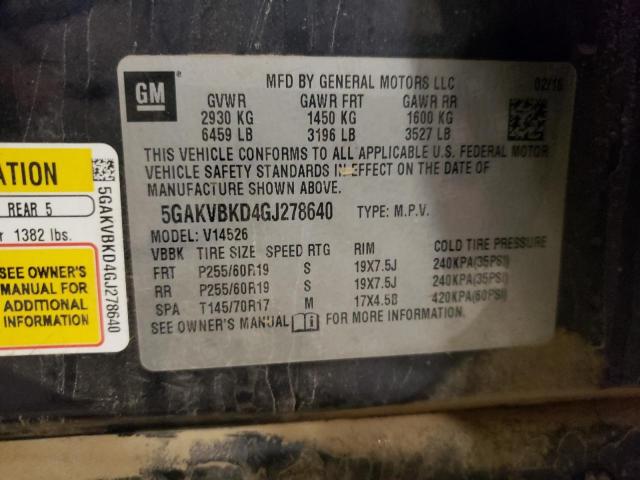 GM
MFD BY GENERAL MOTORS LLC 02/16
GVWR GAWR FRT GAWR RR
2930 KG 1450 KG 1600 KG
6459 LB 3196 LB 3527 LB
THIS VEHICLE CONFORMS TO ALL APPLICABLE U.S. FEDERAL MOTOR
VEHICLE SAFETY STANDARDS IN EFFECT ON THE DATE OF
MANUFACTURE SHOWN ABOVE.
5GAKVBKD4GJ278640 TYPE: M.P.V.
MODEL: V14526
VBBK TIRE SIZE SPEED RTG RIM COLD TIRE PRESSURE
FRT P255/60R19 S 19X7.5J 240KPA(35PSI)
RR P255/60R19 S 19X7.5J 240KPA(35PSI)
SPA T145/70R17 M 17X4.5B 420KPA(60PSI)
SEE OWNER'S MANUAL FOR MORE INFORMATION.
ATION
REAR 5
1382 lbs.
SEE OWNER'S
MANUAL FOR
ADDITIONAL
INFORMATION
5GAKVBKD4GJ278640